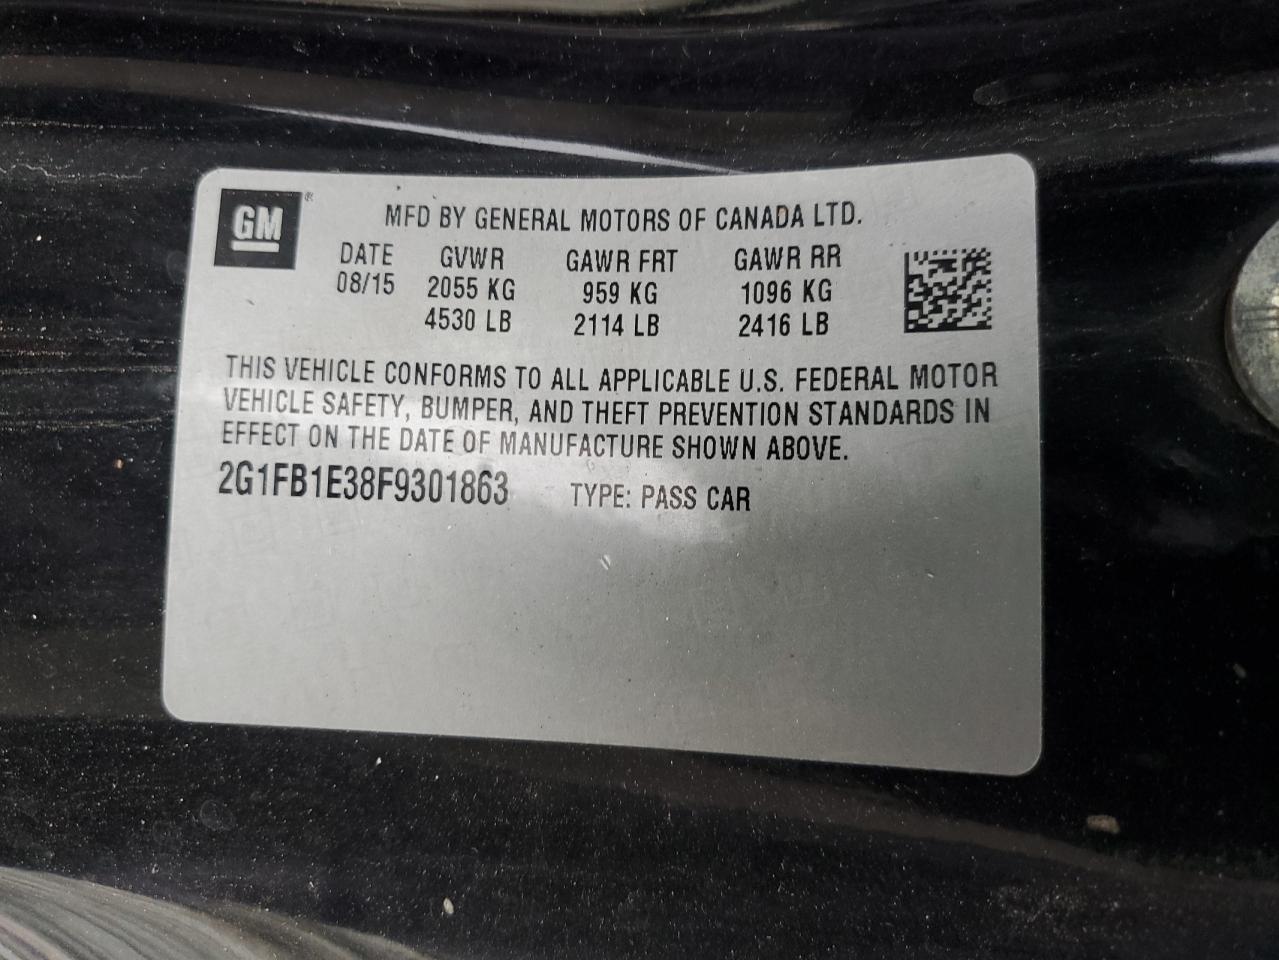 GM ®
MFD BY GENERAL MOTORS OF CANADA LTD.
DATE GVWR GAWR FRT GAWR RR
08/15 2055 KG 959 KG 1096 KG
4530 LB 2114 LB 2416 LB
THIS VEHICLE CONFORMS TO ALL APPLICABLE U.S. FEDERAL MOTOR
VEHICLE SAFETY, BUMPER, AND THEFT PREVENTION STANDARDS IN
EFFECT ON THE DATE OF MANUFACTURE SHOWN ABOVE.
2G1FB1E38F9301863 TYPE: PASS CAR